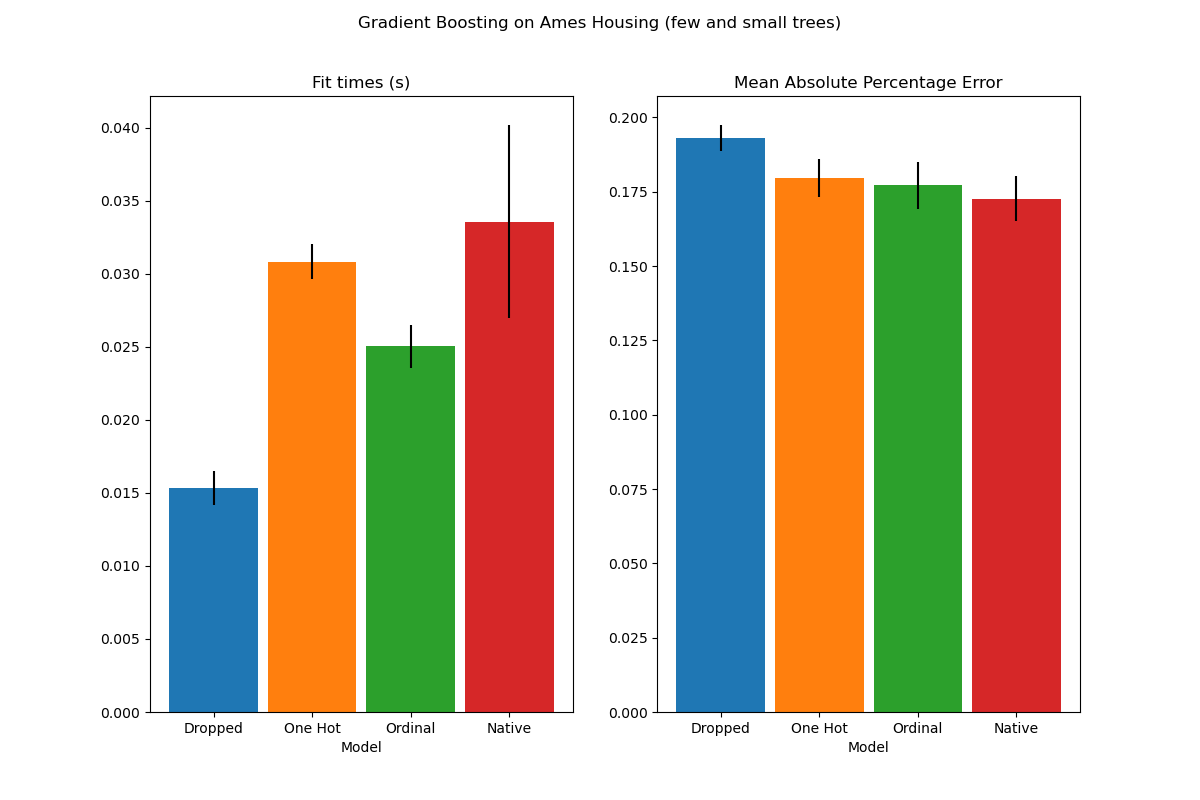 Gradient Boosting on Ames Housing (few and small trees)
Fit times (s)
0.040
0.035
0.030
0.025
0.020
0.015
0.010
0.005
0.000
Dropped One Hot Ordinal Native
Model
Mean Absolute Percentage Error
0.200
0.175
0.150
0.125
0.100
0.075
0.050
0.025
0.000
Dropped One Hot Ordinal Native
Model